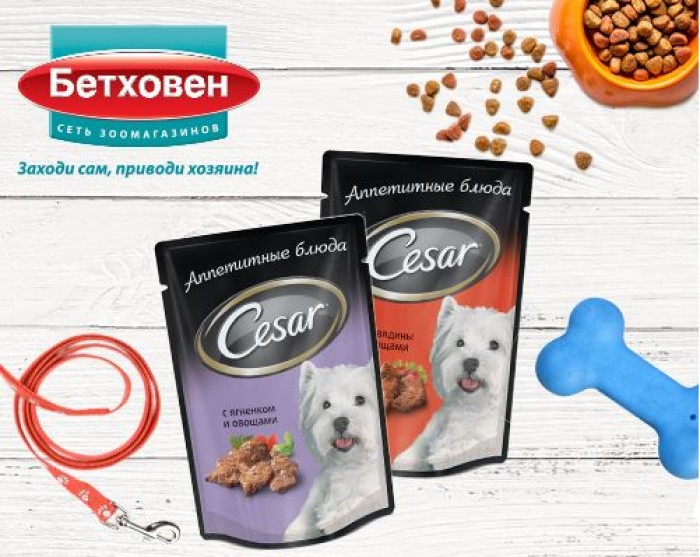 Бетховен
СЕТЬ ЗООМАГАЗИНОВ
Заходи сам, приводи хозяина!
Аппетитные блюда
Cesar
с ягненком
и овощами
Аппетитные блюда
Cesar